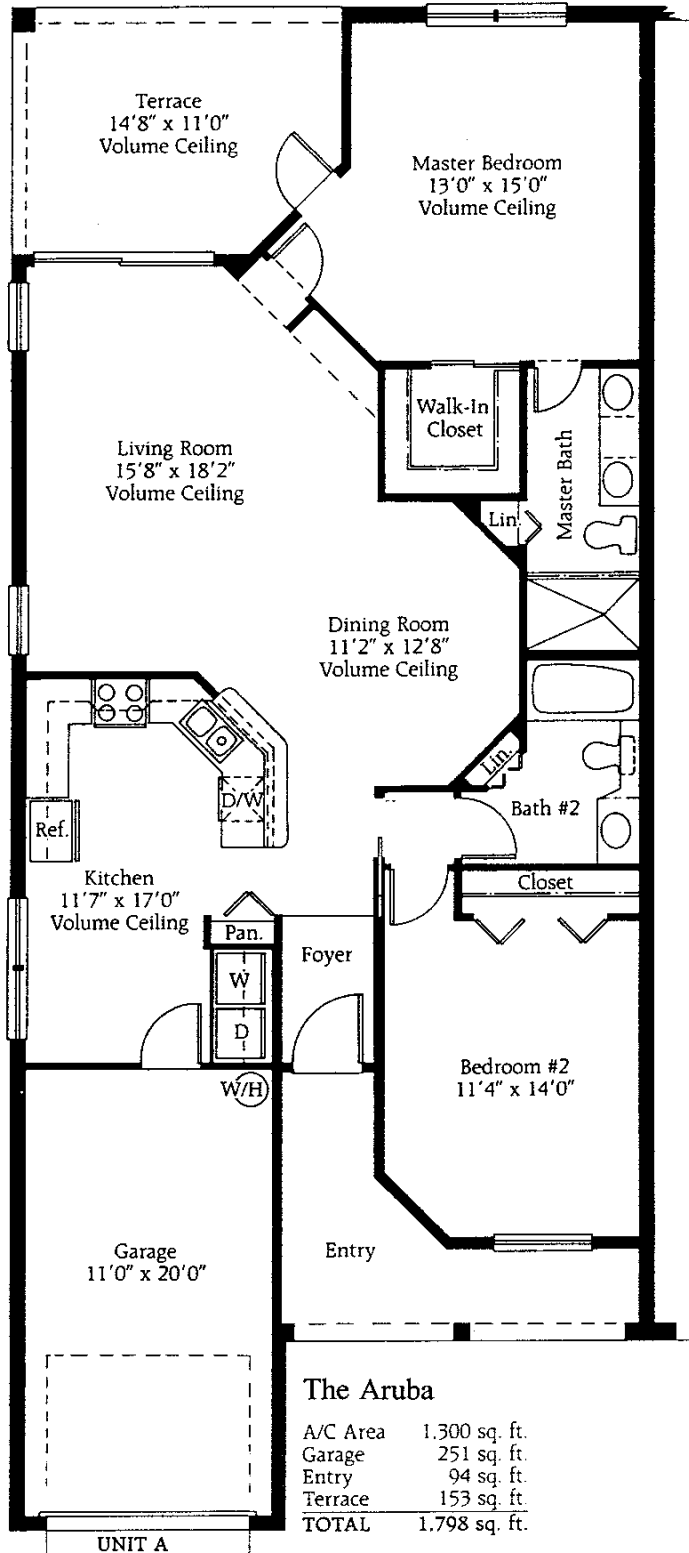 Terrace
14'8" x 11'0"
Volume Ceiling
Master Bedroom
13'0" x 15'0"
Volume Ceiling
Walk-In
Closet
Master Bath
Living Room
15'8" x 18'2"
Volume Ceiling
Lin.
Dining Room
11'2" x 12'8"
Volume Ceiling
Lin.
D/W
Bath #2
Ref.
Kitchen
11'7" x 17'0"
Volume Ceiling
Closet
Pan.
Foyer
W
D
Bedroom #2
11'4" x 14'0"
W/H
Garage
11'0" x 20'0"
Entry
The Aruba
A/C Area 1.300 sq. ft.
Garage 251 sq. ft.
Entry 94 sq. ft.
Terrace 153 sq. ft.
TOTAL 1.798 sq. ft.
UNIT A